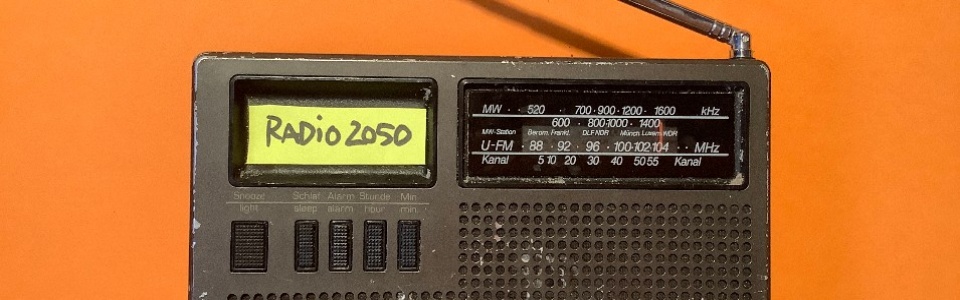 RADiO 2050
MW 520 700 900 1200 1600 kHz
600 800 1000 1400
MW-Station Berom. Frankl. DLF NDR Münch. Luxem. NDR
U-FM 88 92 96 100 102 104 MHz
Kanal 5 10 20 30 40 50 55 Kanal
Snooze Schlaf Alarm Stunde Min.
light sleep alarm hour min.